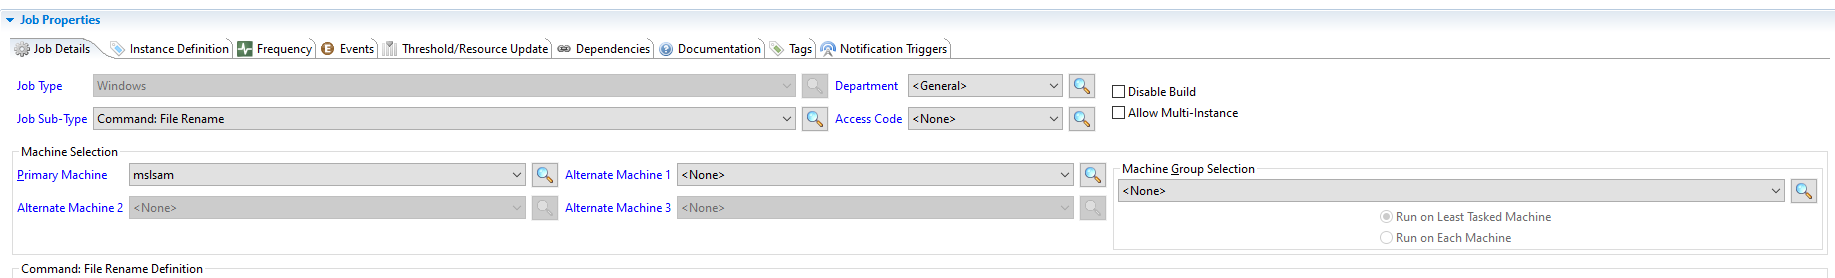 Job Properties
Job Details Instance Definition Frequency Events Threshold/Resource Update Dependencies Documentation Tags Notification Triggers
Job Type Windows Department <General> Disable Build
Job Sub-Type Command: File Rename Access Code <None> Allow Multi-Instance
Machine Selection
Primary Machine mslsam Alternate Machine 1 <None> Machine Group Selection
<None>
Alternate Machine 2 <None> Alternate Machine 3 <None> Run on Least Tasked Machine
Run on Each Machine
Command: File Rename Definition